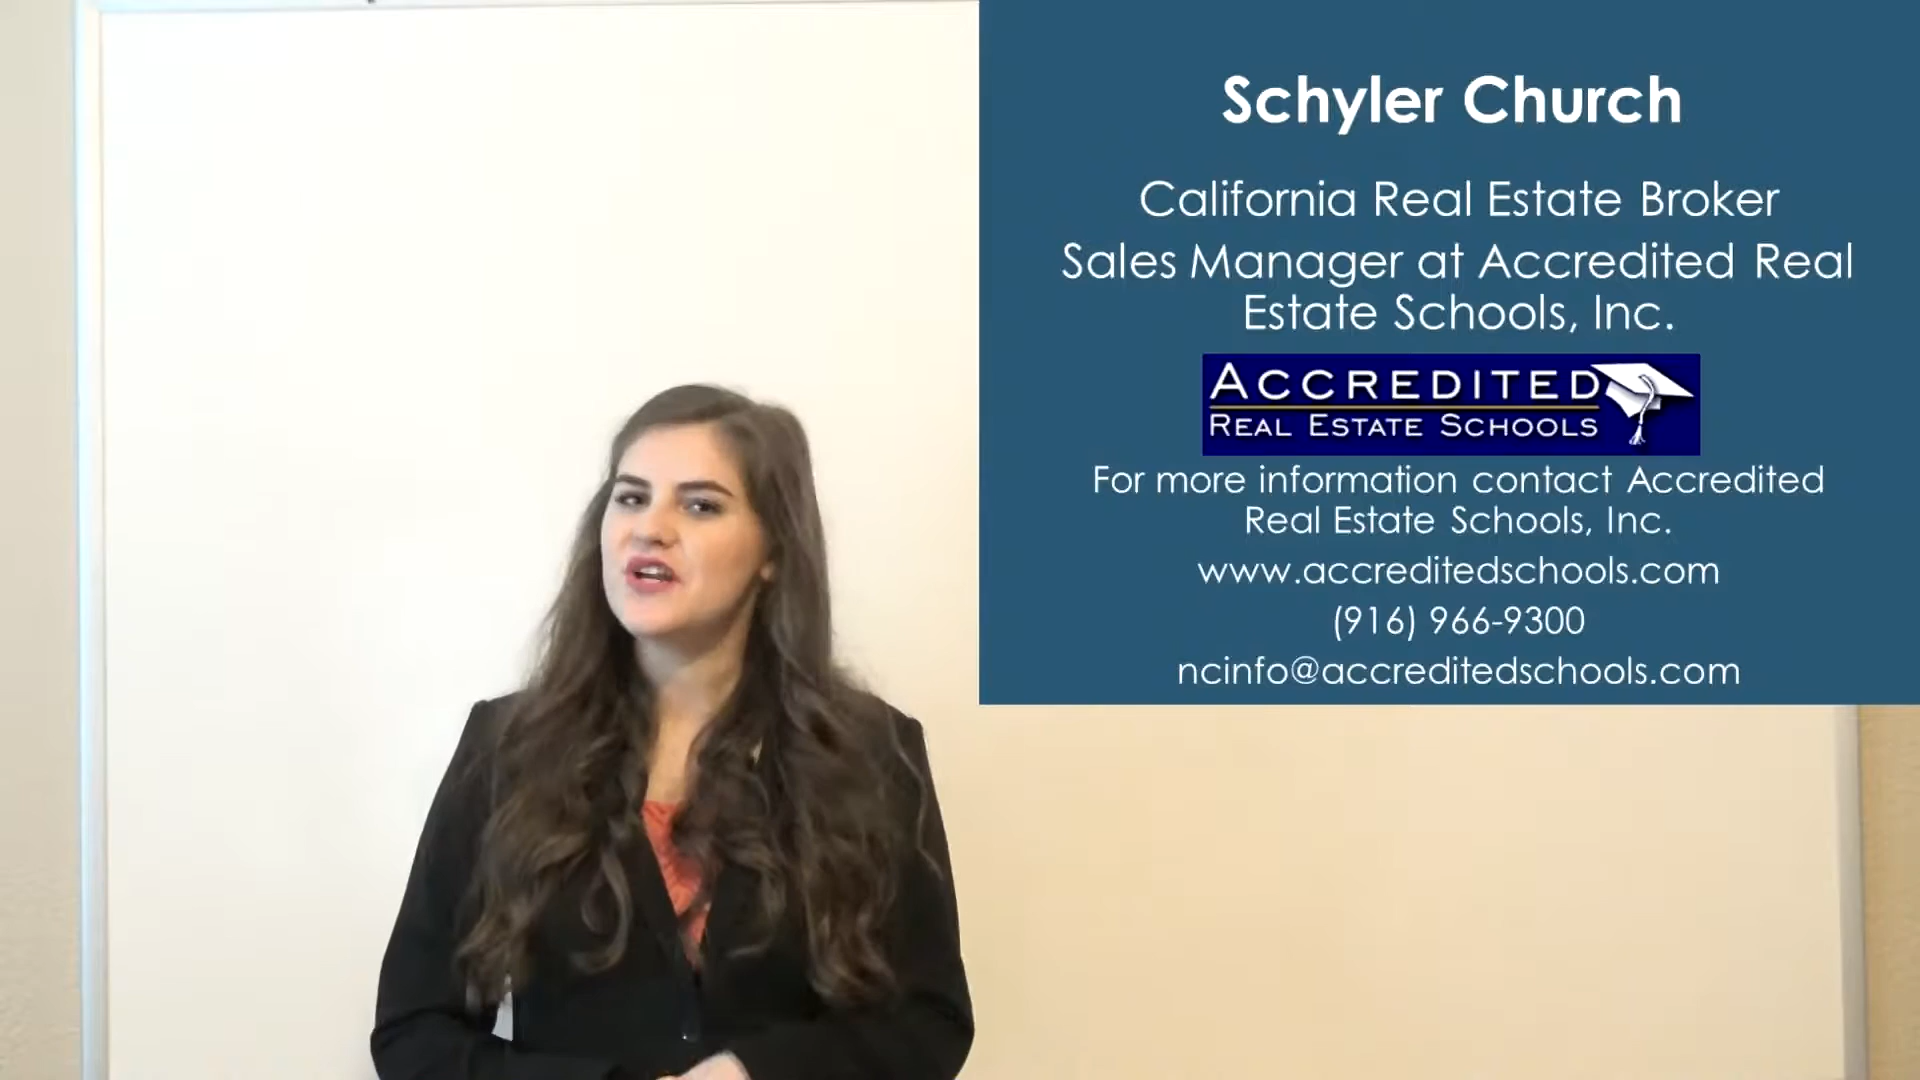 Schyler Church
California Real Estate Broker
Sales Manager at Accredited Real
Estate Schools, Inc.
ACCREDITED
REAL ESTATE SCHOOLS
For more information contact Accredited
Real Estate Schools, Inc.
www.accreditedschools.com
(916) 966-9300
ncinfo@accreditedschools.com